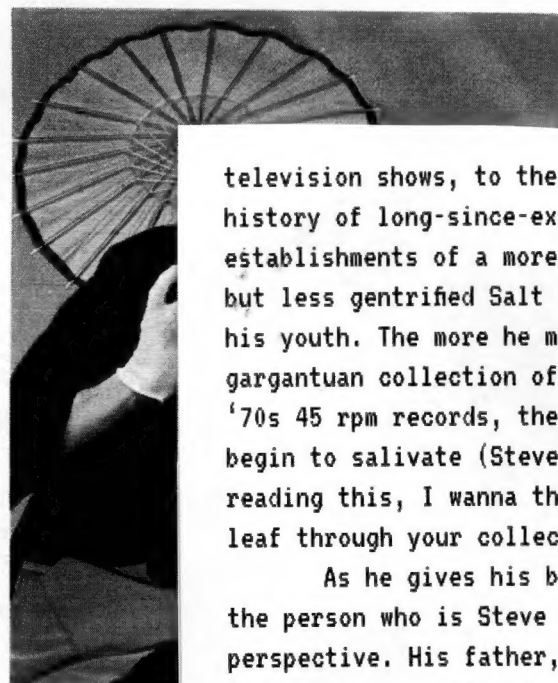 television shows, to the
history of long-since-ex
establishments of a more
but less gentrified Salt
his youth. The more he m
gargantuan collection of
‘70s 45 rpm records, the
begin to salivate (Steve
reading this, I wanna th
leaf through your collec
As he gives his b
the person who is Steve
perspective. His father,